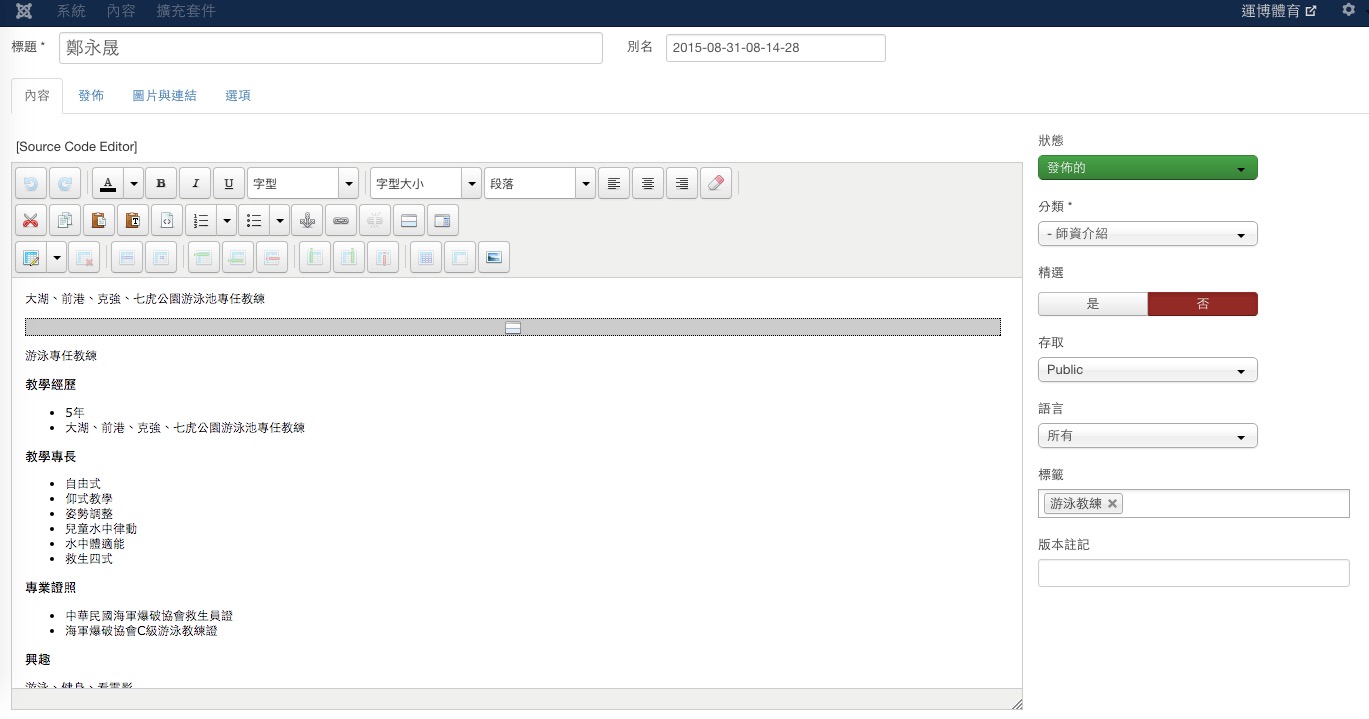 系統 內容 擴充套件 運博體育
標題 * 鄭永晟 別名 2015-08-31-08-14-28
內容 發佈 圖片與連結 選項
[Source Code Editor]
A B I U 字型 字型大小 段落
大湖、前港、克強、七虎公園游泳池專任教練
游泳專任教練
教學經歷
5年
大湖、前港、克強、七虎公園游泳池專任教練
教學專長
自由式
仰式教學
姿勢調整
兒童水中律動
水中體適能
救生四式
專業證照
中華民國海軍爆破協會救生員證
海軍爆破協會C級游泳教練證
興趣
游泳、健身、看電影
狀態
發佈的
分類 *
- 師資介紹
精選
是 否
存取
Public
語言
所有
標籤
游泳教練
版本註記